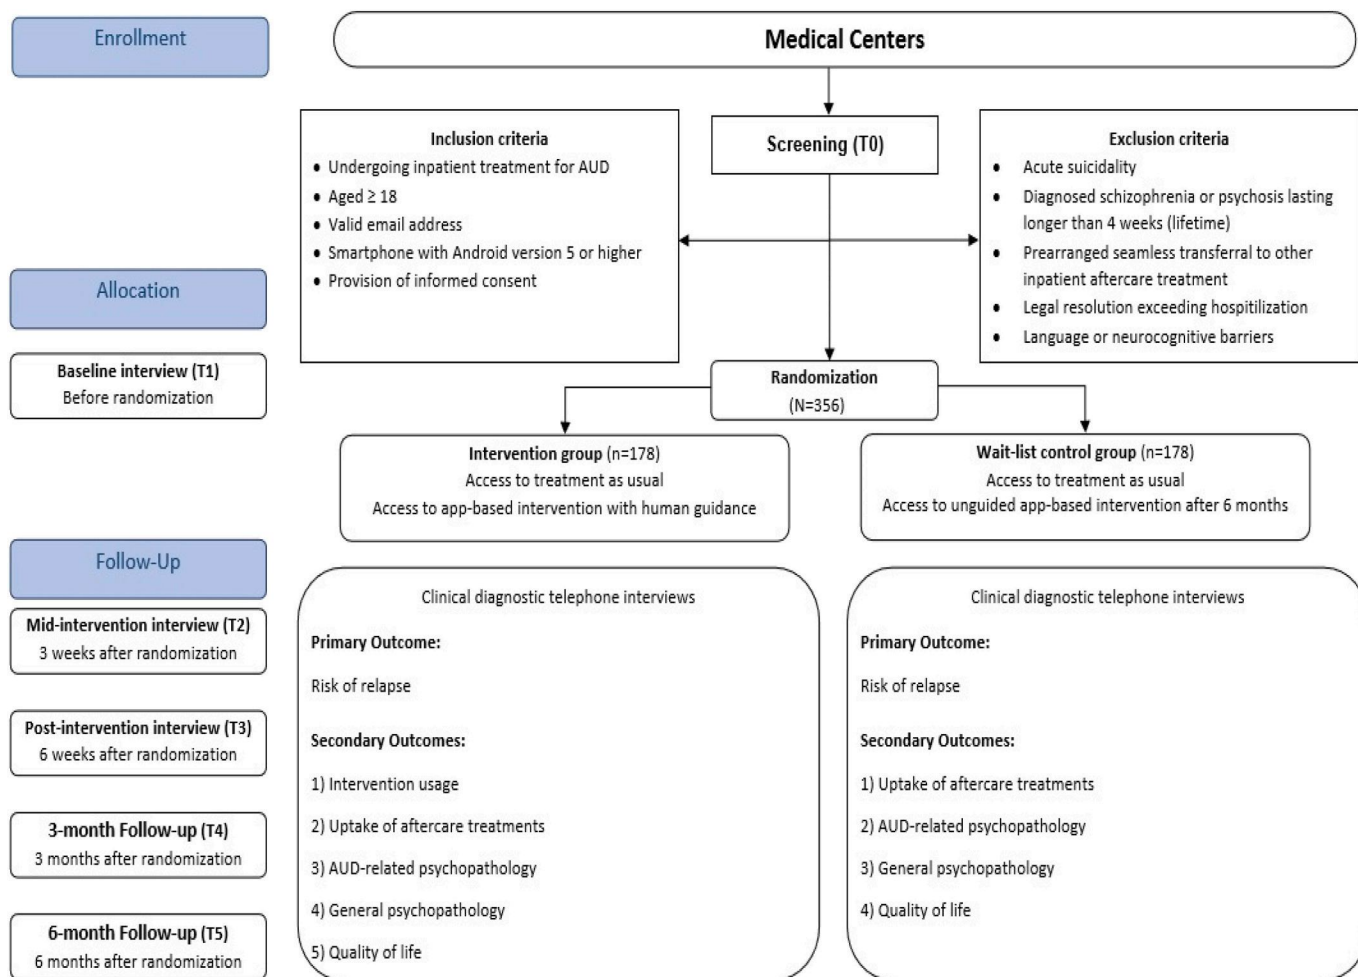 Enrollment
Medical Centers
Inclusion criteria
• Undergoing inpatient treatment for AUD
• Aged ≥ 18
• Valid email address
• Smartphone with Android version 5 or higher
• Provision of informed consent
Screening (T0)
Exclusion criteria
• Acute suicidality
• Diagnosed schizophrenia or psychosis lasting
longer than 4 weeks (lifetime)
• Prearranged seamless transferral to other
inpatient aftercare treatment
• Legal resolution exceeding hospitilization
• Language or neurocognitive barriers
Allocation
Baseline interview (T1)
Before randomization
Randomization
(N=356)
Intervention group (n=178)
Access to treatment as usual
Access to app-based intervention with human guidance
Wait-list control group (n=178)
Access to treatment as usual
Access to unguided app-based intervention after 6 months
Follow-Up
Mid-intervention interview (T2)
3 weeks after randomization
Post-intervention interview (T3)
6 weeks after randomization
3-month Follow-up (T4)
3 months after randomization
6-month Follow-up (T5)
6 months after randomization
Clinical diagnostic telephone interviews
Primary Outcome:
Risk of relapse
Secondary Outcomes:
1) Intervention usage
2) Uptake of aftercare treatments
3) AUD-related psychopathology
4) General psychopathology
5) Quality of life
Clinical diagnostic telephone interviews
Primary Outcome:
Risk of relapse
Secondary Outcomes:
1) Uptake of aftercare treatments
2) AUD-related psychopathology
3) General psychopathology
4) Quality of life